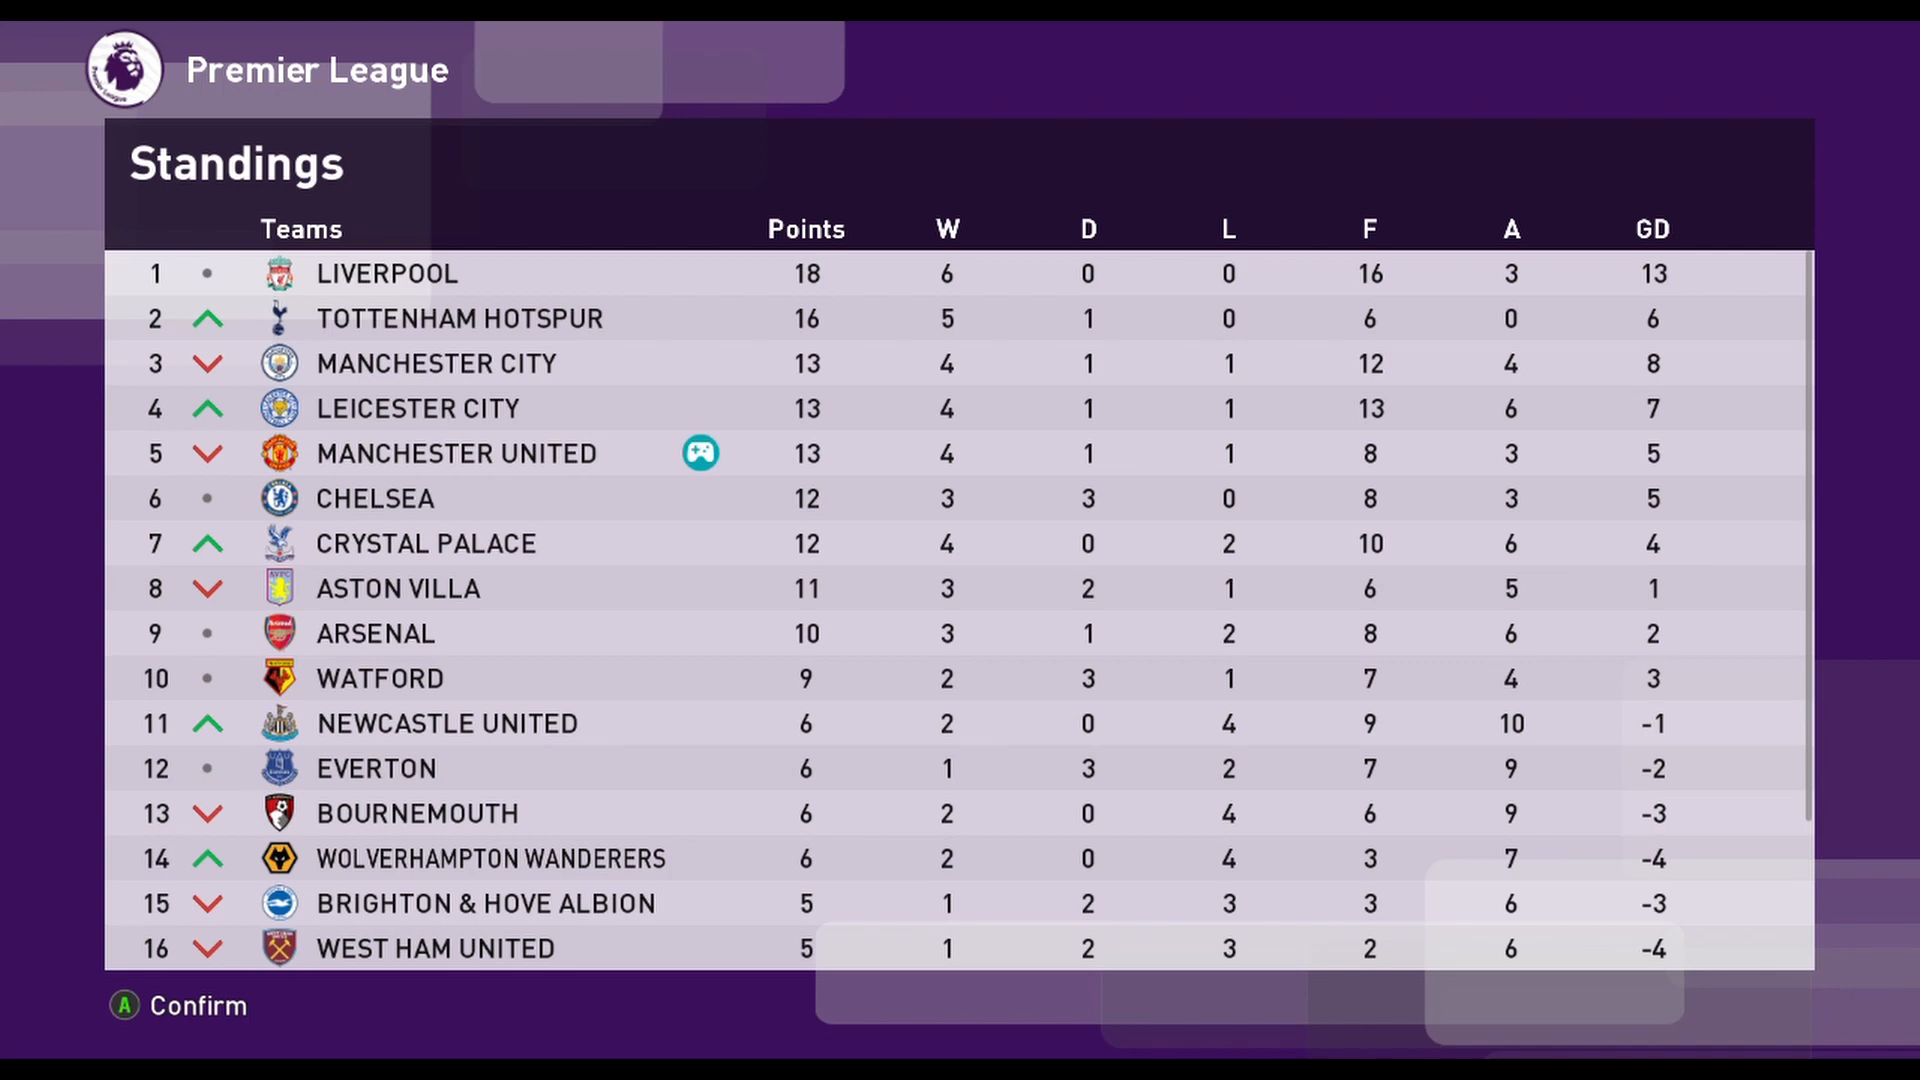 Premier League
Standings
Teams Points W D L F A GD
1 LIVERPOOL 18 6 0 0 16 3 13
2 TOTTENHAM HOTSPUR 16 5 1 0 6 0 6
3 MANCHESTER CITY 13 4 1 1 12 4 8
4 LEICESTER CITY 13 4 1 1 13 6 7
5 MANCHESTER UNITED 13 4 1 1 8 3 5
6 CHELSEA 12 3 3 0 8 3 5
7 CRYSTAL PALACE 12 4 0 2 10 6 4
8 ASTON VILLA 11 3 2 1 6 5 1
9 ARSENAL 10 3 1 2 8 6 2
10 WATFORD 9 2 3 1 7 4 3
11 NEWCASTLE UNITED 6 2 0 4 9 10 -1
12 EVERTON 6 1 3 2 7 9 -2
13 BOURNEMOUTH 6 2 0 4 6 9 -3
14 WOLVERHAMPTON WANDERERS 6 2 0 4 3 7 -4
15 BRIGHTON & HOVE ALBION 5 1 2 3 3 6 -3
16 WEST HAM UNITED 5 1 2 3 2 6 -4
A Confirm